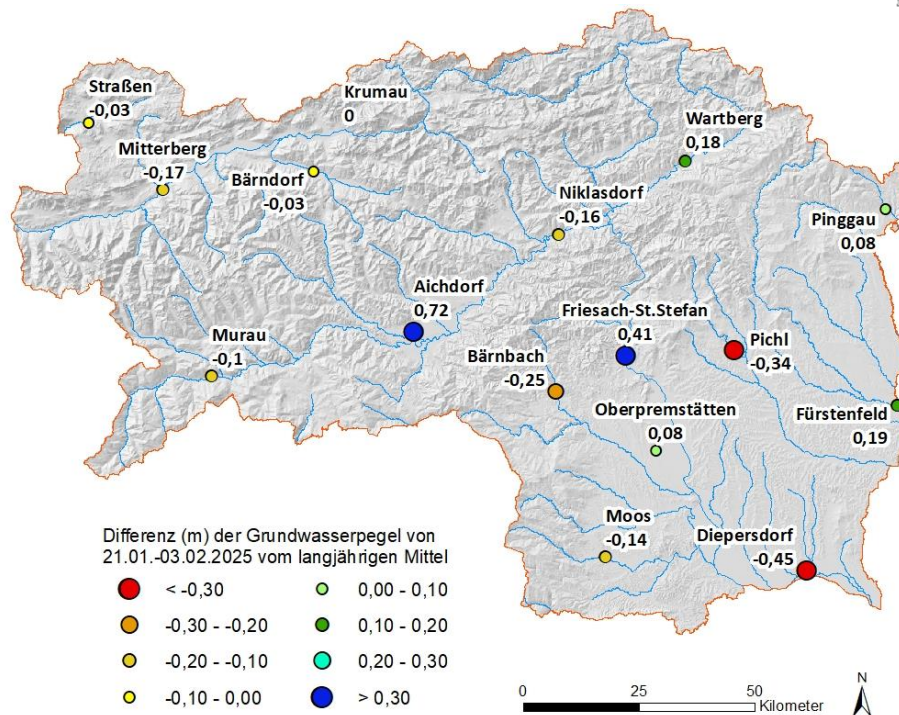 Straßen
-0,03
Krumau
0
Mitterberg
-0,17
Bärndorf
-0,03
Wartberg
0,18
Niklasdorf
-0,16
Pinggau
0,08
Aichdorf
0,72
Friesach-St.Stefan
0,41
Murau
-0,1
Pichl
-0,34
Bärnbach
-0,25
Oberpremstätten
0,08
Fürstenfeld
0,19
Moos
-0,14
Diepersdorf
-0,45
Differenz (m) der Grundwasserpegel von
21.01.-03.02.2025 vom langjährigen Mittel
< -0,30
-0,30 - -0,20
-0,20 - -0,10
-0,10 - 0,00
0,00 - 0,10
0,10 - 0,20
0,20 - 0,30
> 0,30
0 25 50
Kilometer
N